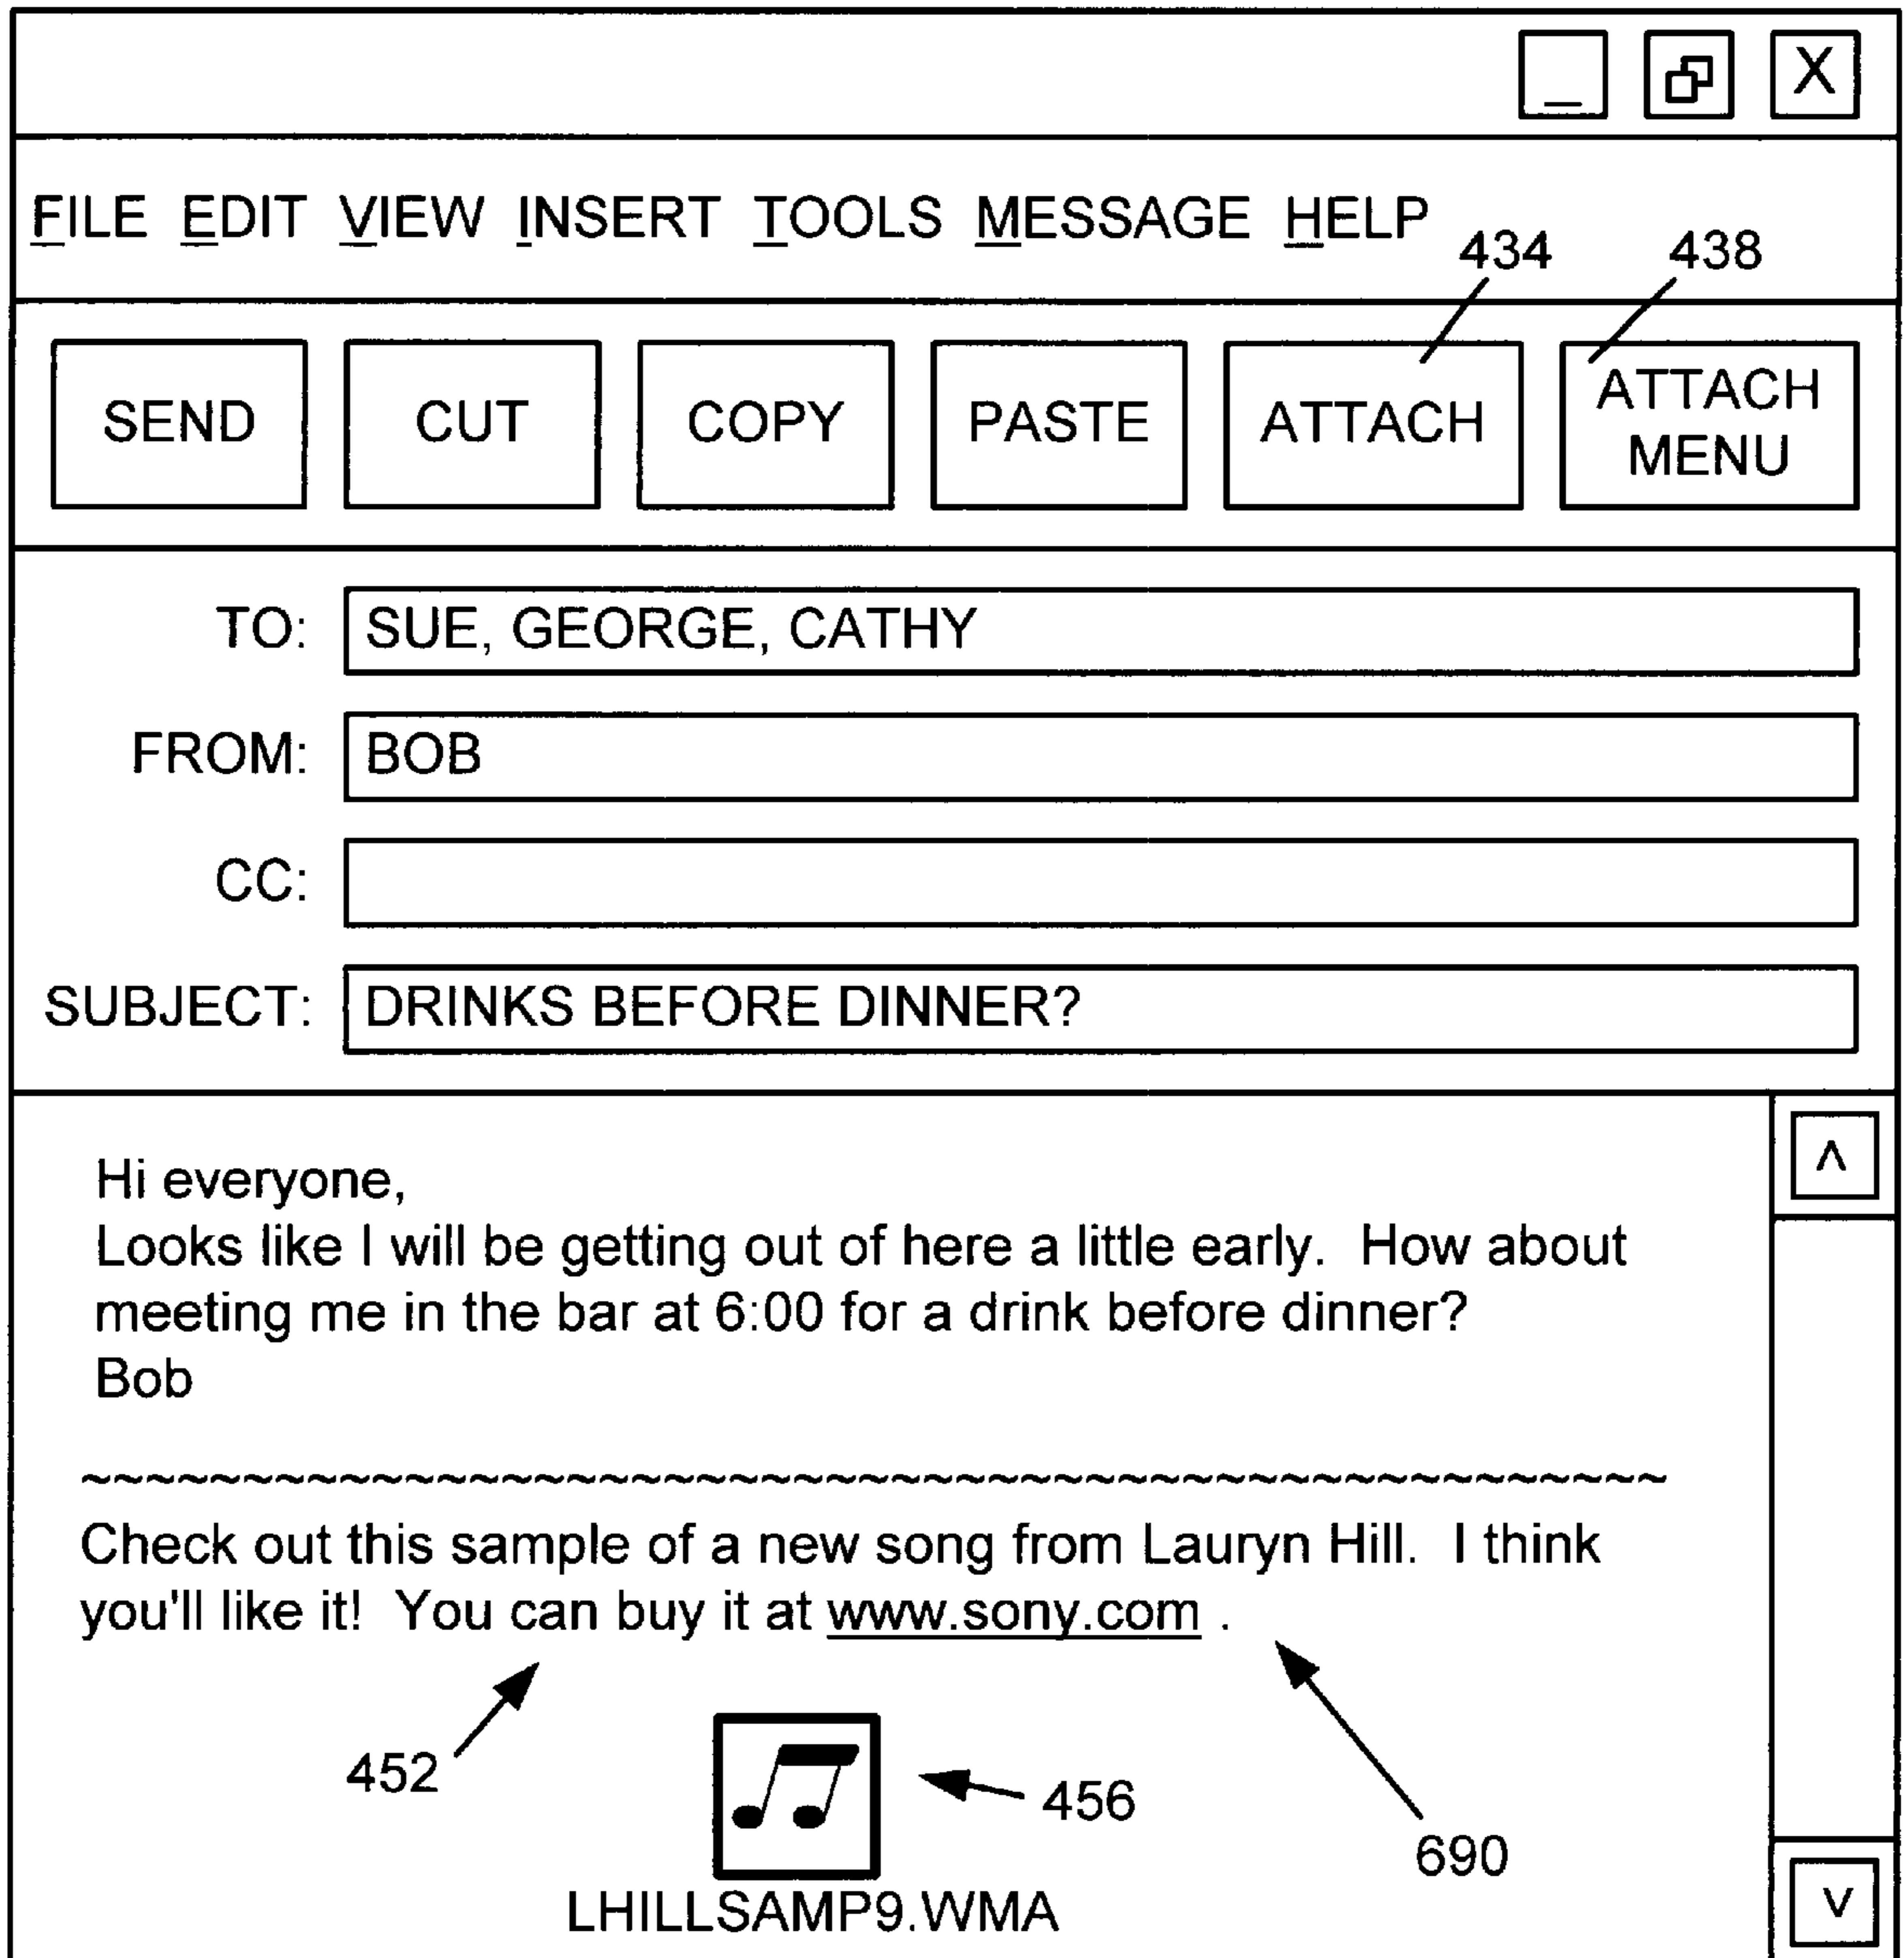 _ X
FILE EDIT VIEW INSERT TOOLS MESSAGE HELP
434 438
SEND CUT COPY PASTE ATTACH ATTACH MENU
TO: SUE, GEORGE, CATHY
FROM: BOB
CC:
SUBJECT: DRINKS BEFORE DINNER?
Hi everyone,
Looks like I will be getting out of here a little early. How about
meeting me in the bar at 6:00 for a drink before dinner?
Bob
~~~~~~~~~~~~~~~~~~~~~~~~~~~~~~~~~~~~~~~~~~~~~~~~~
Check out this sample of a new song from Lauryn Hill. I think
you'll like it! You can buy it at www.sony.com .
452
456
690
LHILLSAMP9.WMA